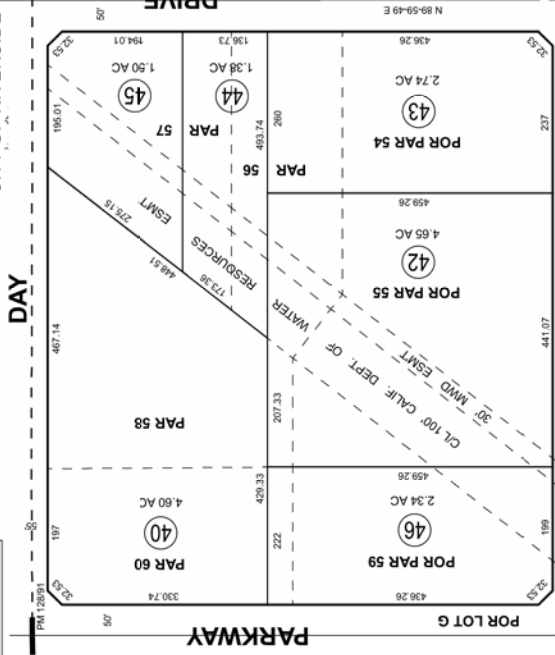 DRIVE
50'
N 89-59-49 E
32.53
194.01
136.73
436.26
32.53
1.60 AC
45
1.38 AC
44
2.74 AC
43
195.01
57
PAR
493.74
260
237
POR PAR 54
56
PAR
459.26
4.65 AC
42
POR PAR 55
275.15
ESMT
RESOURCES
448.51
173.36
WATER
DAY
467.14
441.07
C/L 100' CALIF. DEPT. OF
30' MWD ESMT
207.33
PAR 58
459.26
429.33
4.60 AC
40
PAR 60
2.34 AC
46
POR PAR 59
197
222
199
50'
32.53
330.74
436.26
32.53
PM 128/91
50'
PARKWAY
POR LOT G